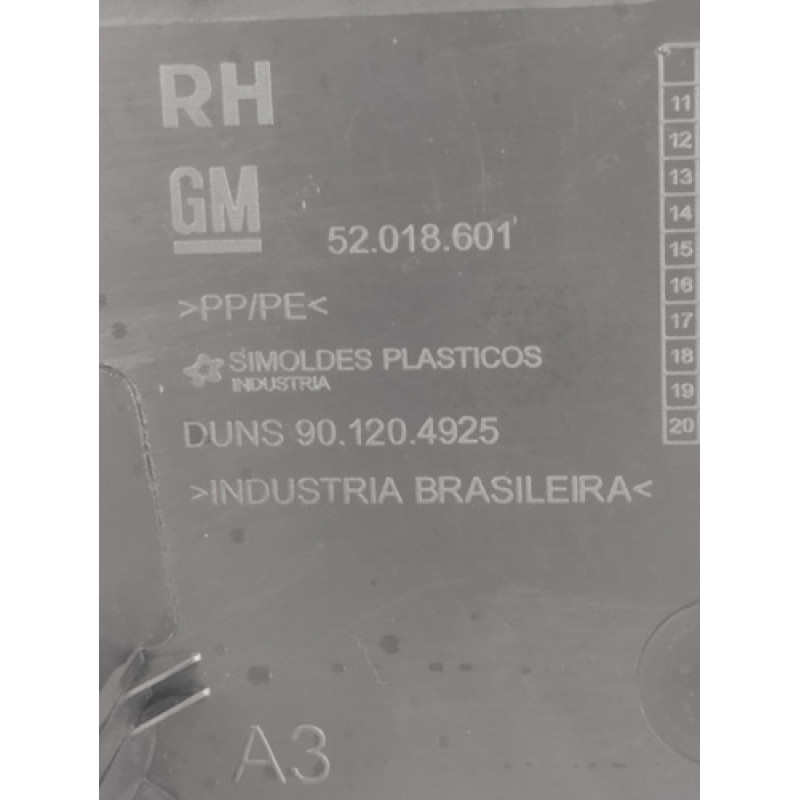 RH
GM
52.018.601
>PP/PE<
SIMOLDES PLASTICOS
INDUSTRIA
DUNS 90.120.4925
>INDUSTRIA BRASILEIRA<
A3
11
12
13
14
15
16
17
18
19
20